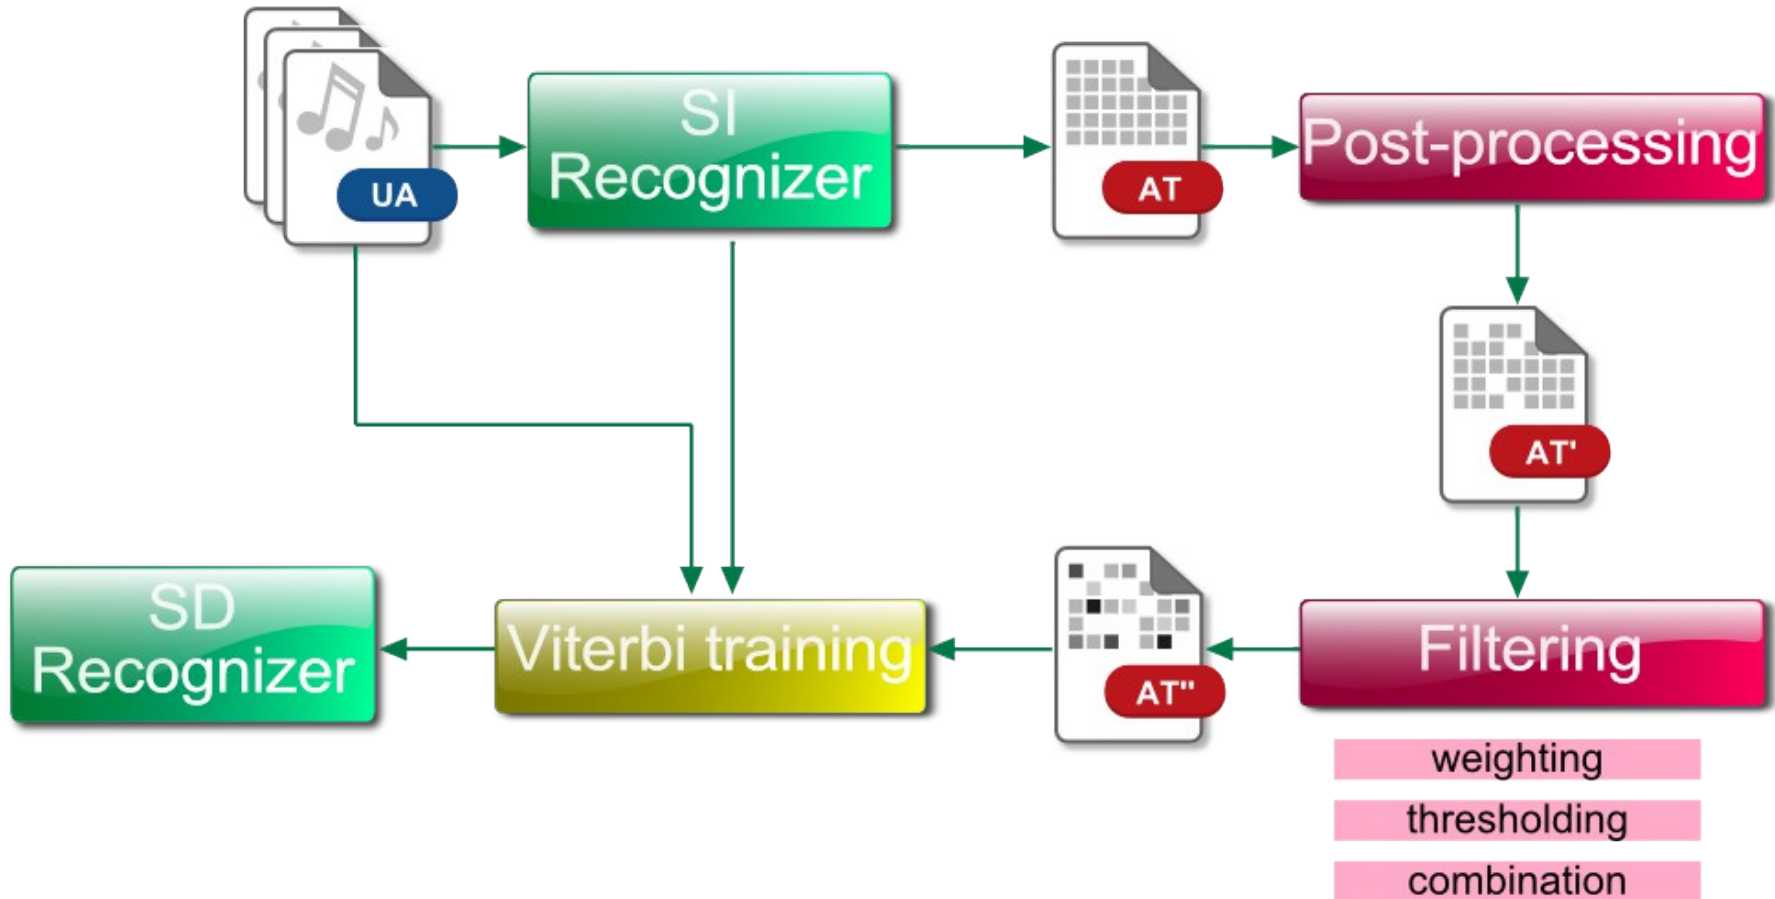 UA
SI
Recognizer
AT
Post-processing
AT'
SD
Recognizer
Viterbi training
AT"
Filtering
weighting
thresholding
combination